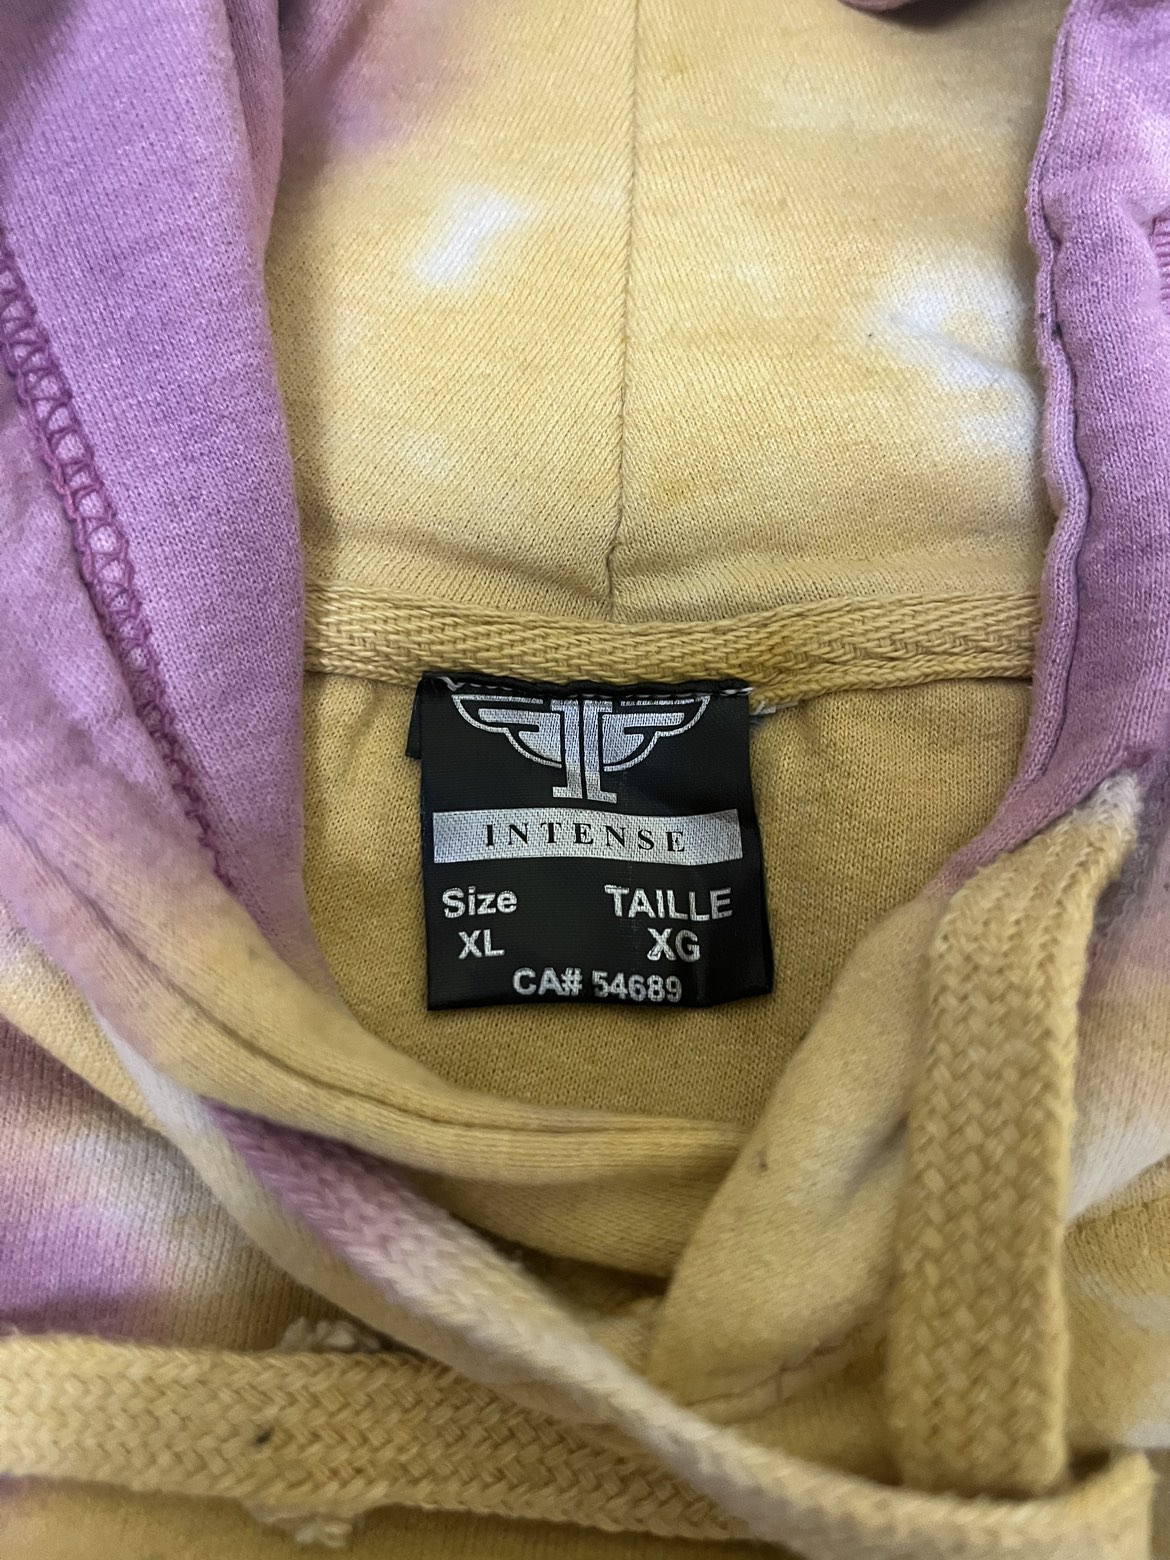 INTENSE
Size TAILLE
XL XG
CA# 54689